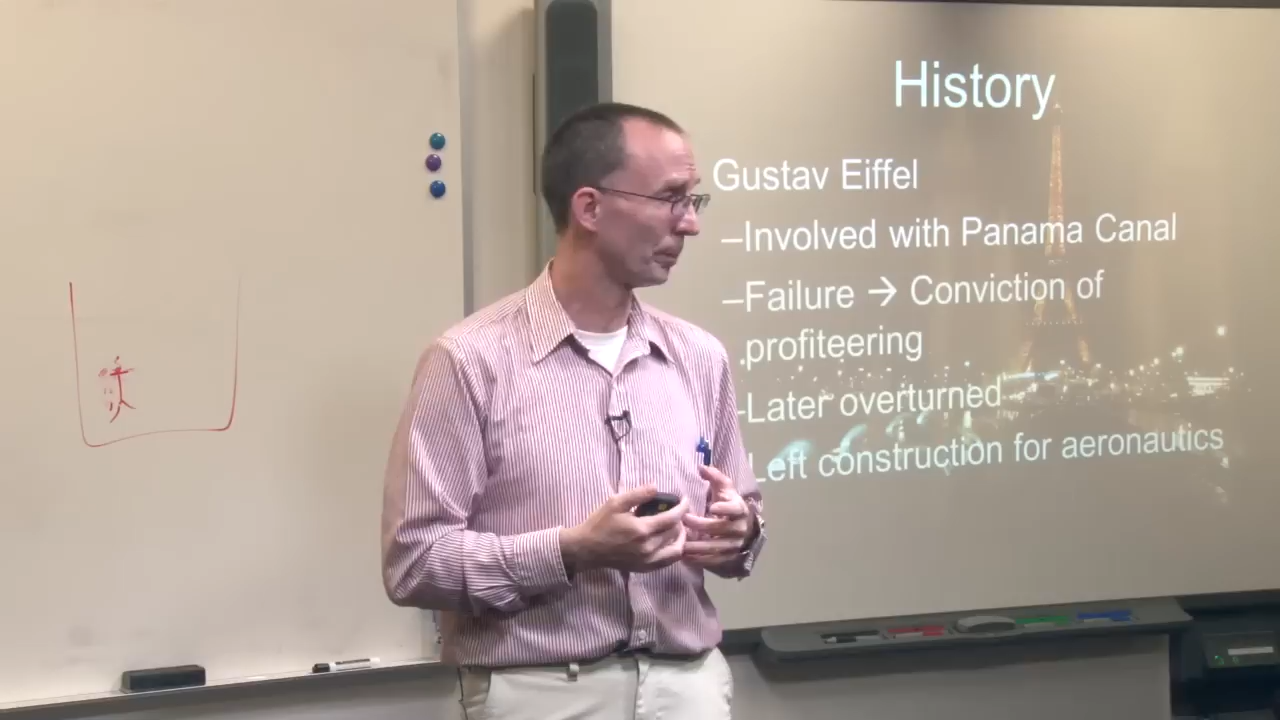 History
Gustav Eiffel
–Involved with Panama Canal
–Failure → Conviction of
profiteering
-Later overturned
Left construction for aeronautics